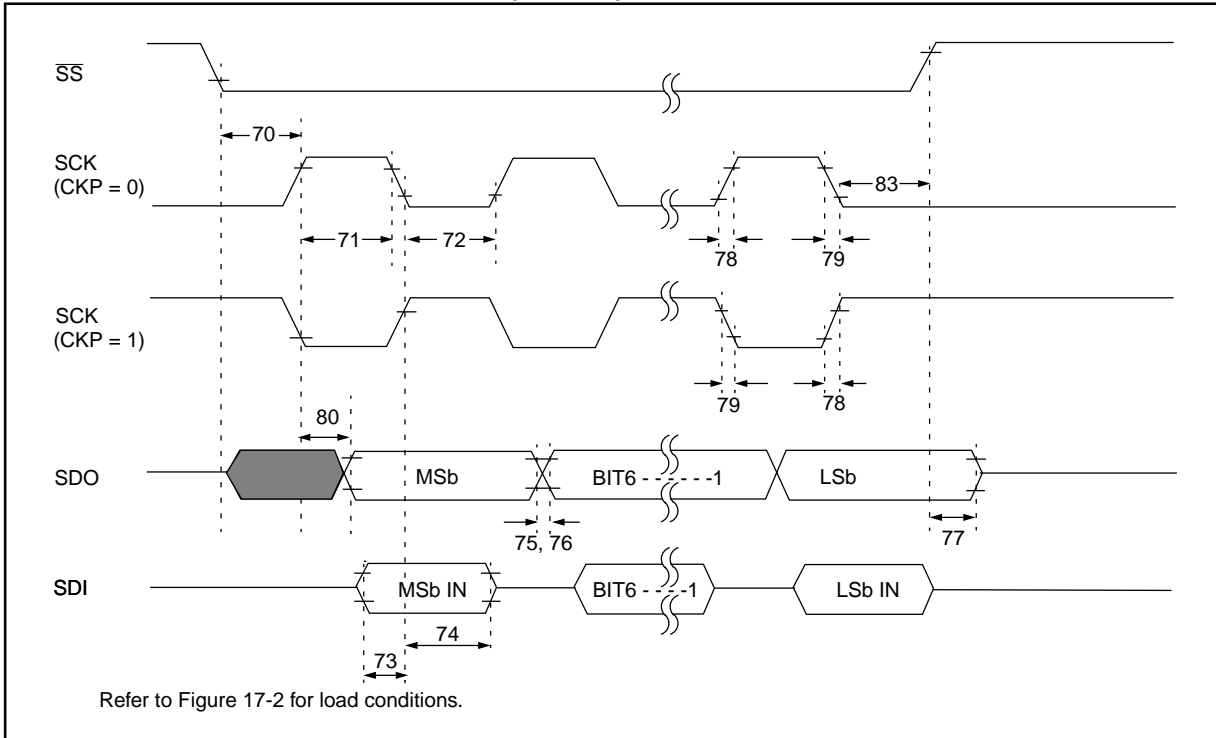 SS
70
SCK
(CKP = 0)
83
71
72
78
79
SCK
(CKP = 1)
79
78
80
SDO
MSb
BIT6 - - - - - -1
LSb
75, 76
77
SDI
MSb IN
BIT6 - - - -1
LSb IN
74
73
Refer to Figure 17-2 for load conditions.